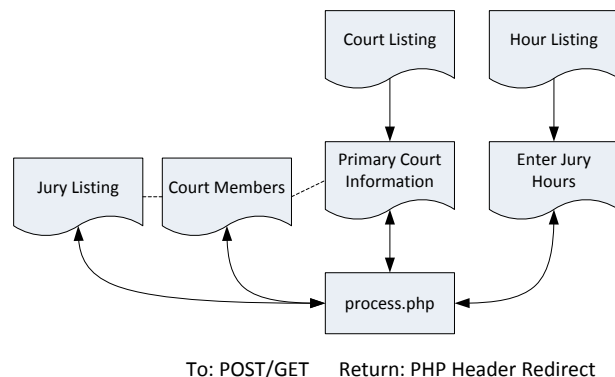 Court Listing
Hour Listing
Jury Listing
Court Members
Primary Court
Information
Enter Jury
Hours
process.php
To: POST/GET Return: PHP Header Redirect